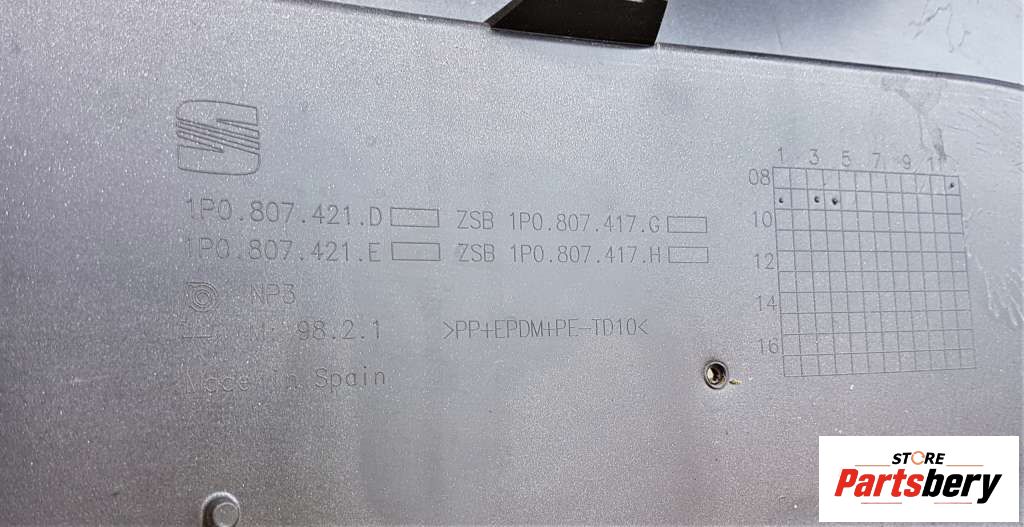 1P0.807.421.D ZSB 1P0.807.417.G
1P0.807.421.E ZSB 1P0.807.417.H
NP3
98.2.1 >PP+EPDM+PE-TD10<
Made in Spain
1 3 5 7 9 1
08
10
12
14
16
STORE
Partsbery